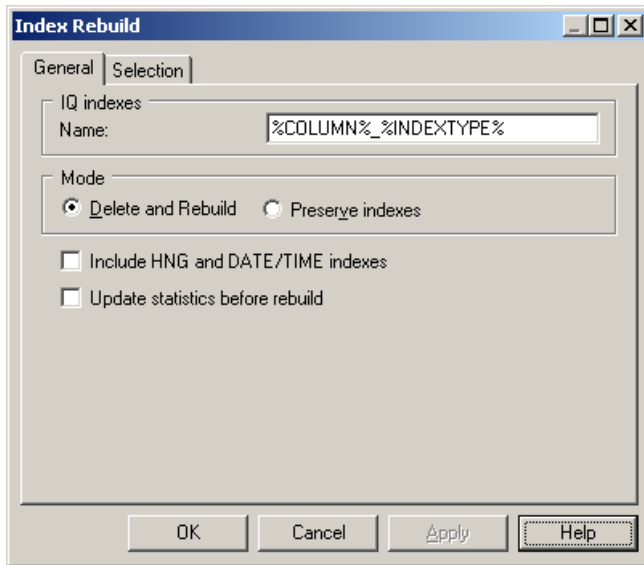 Index Rebuild
General
Selection
IQ indexes
Name:
%COLUMN%_%INDEXTYPE%
Mode
Delete and Rebuild
Preserve indexes
Include HNG and DATE/TIME indexes
Update statistics before rebuild
OK
Cancel
Apply
Help